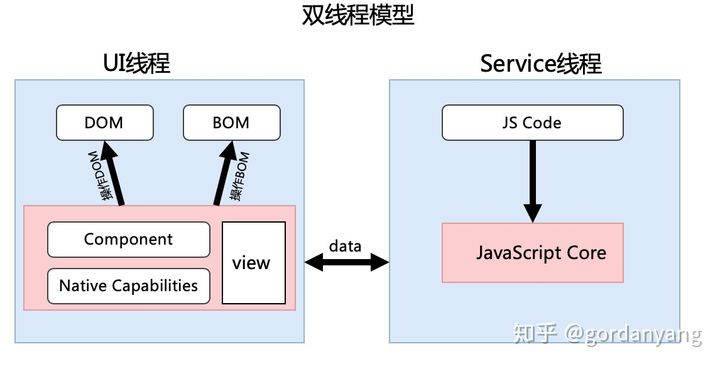 双线程模型
UI线程
Service线程
DOM
BOM
JS Code
操作DOM
操作BOM
Component
Native Capabilities
view
data
JavaScript Core
知乎 @gordanyang